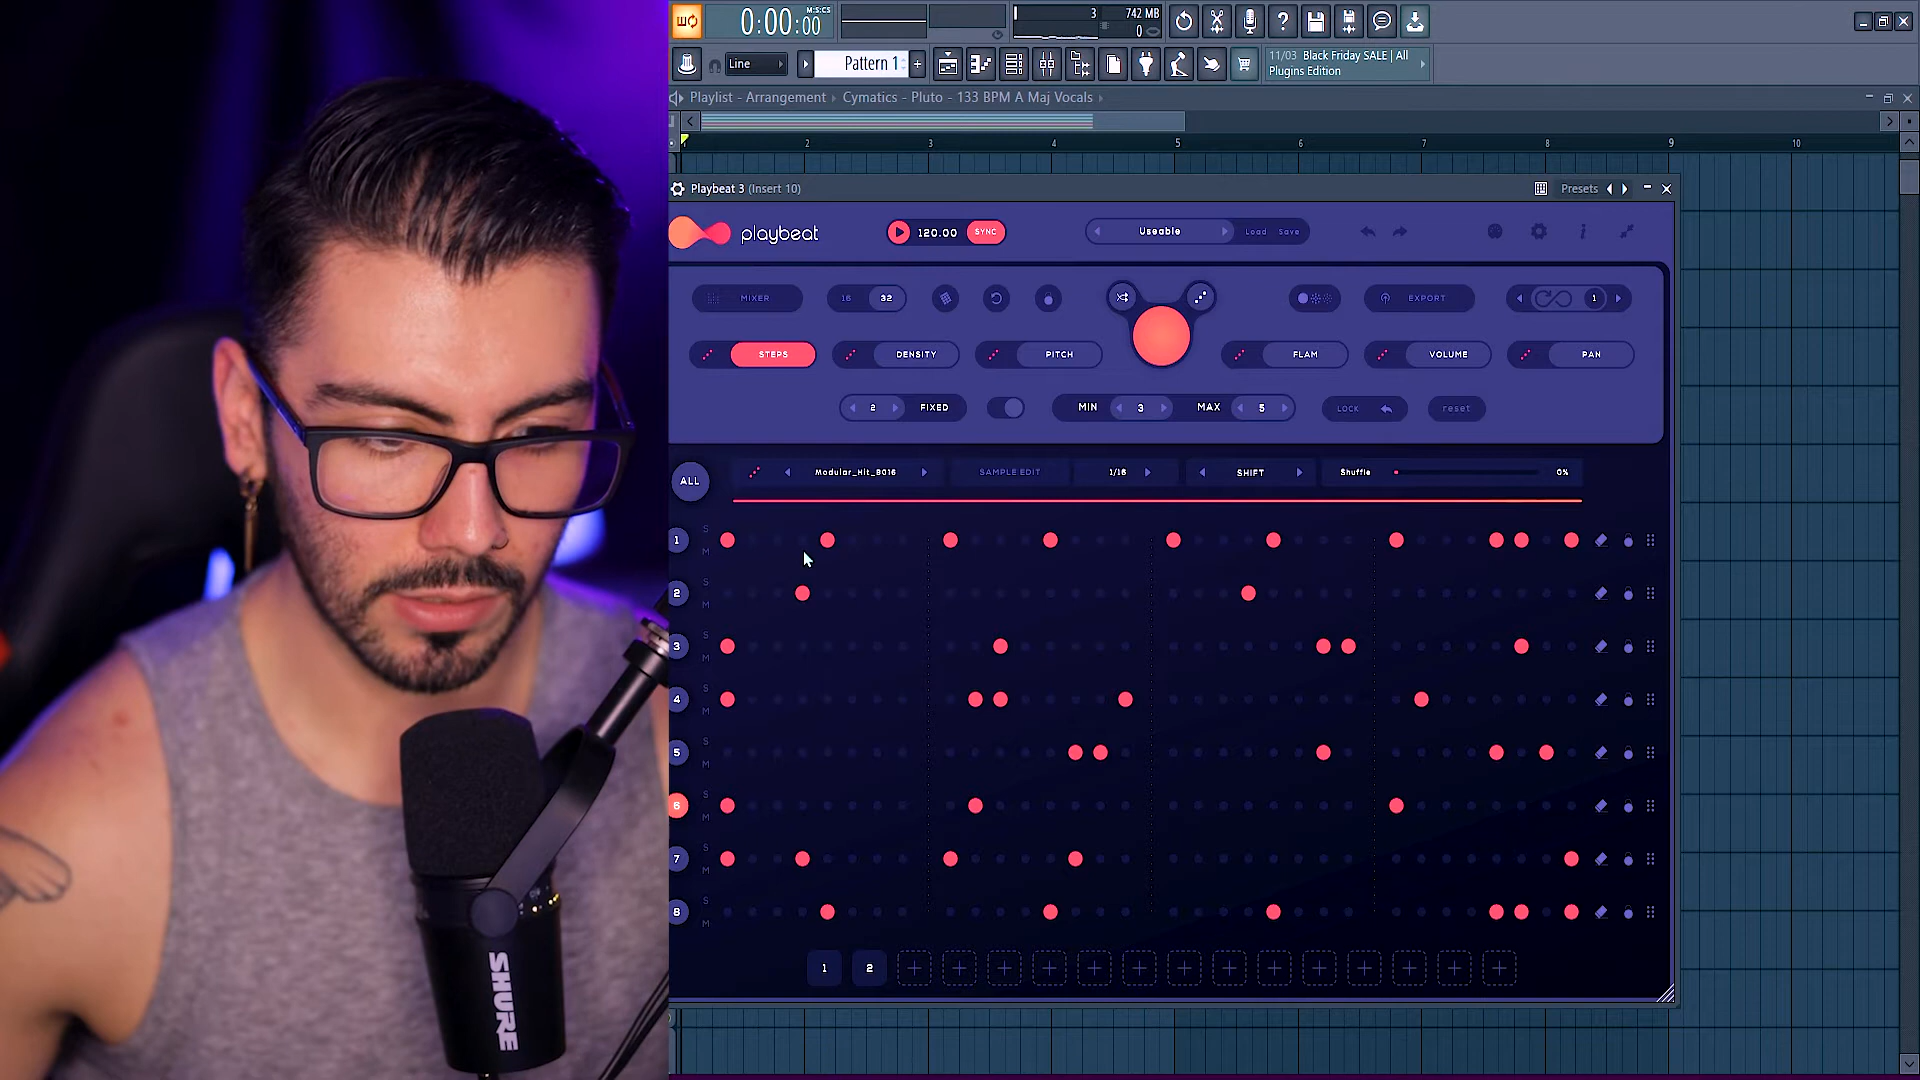 0:00:00
M:S:CS
3
742 MB
0
Line
Pattern 1
11/03 Black Friday SALE | All
Plugins Edition
Playlist - Arrangement
Cymatics - Pluto - 133 BPM A Maj Vocals
2 3 4 5 6 7 8 9 10
Playbeat 3 (Insert 10)
Presets
playbeat
120.00
SYNC
Useable
Load
Save
MIXER
16
32
EXPORT
1
STEPS
DENSITY
PITCH
FLAM
VOLUME
PAN
2
FIXED
MIN
3
MAX
5
LOCK
reset
ALL
Modular_Hit_B016
SAMPLE EDIT
1/16
SHIFT
Shuffle
0%
1
S
M
2
S
M
3
S
M
4
S
M
5
S
M
6
S
M
7
S
M
8
S
M
1
2
SHURE